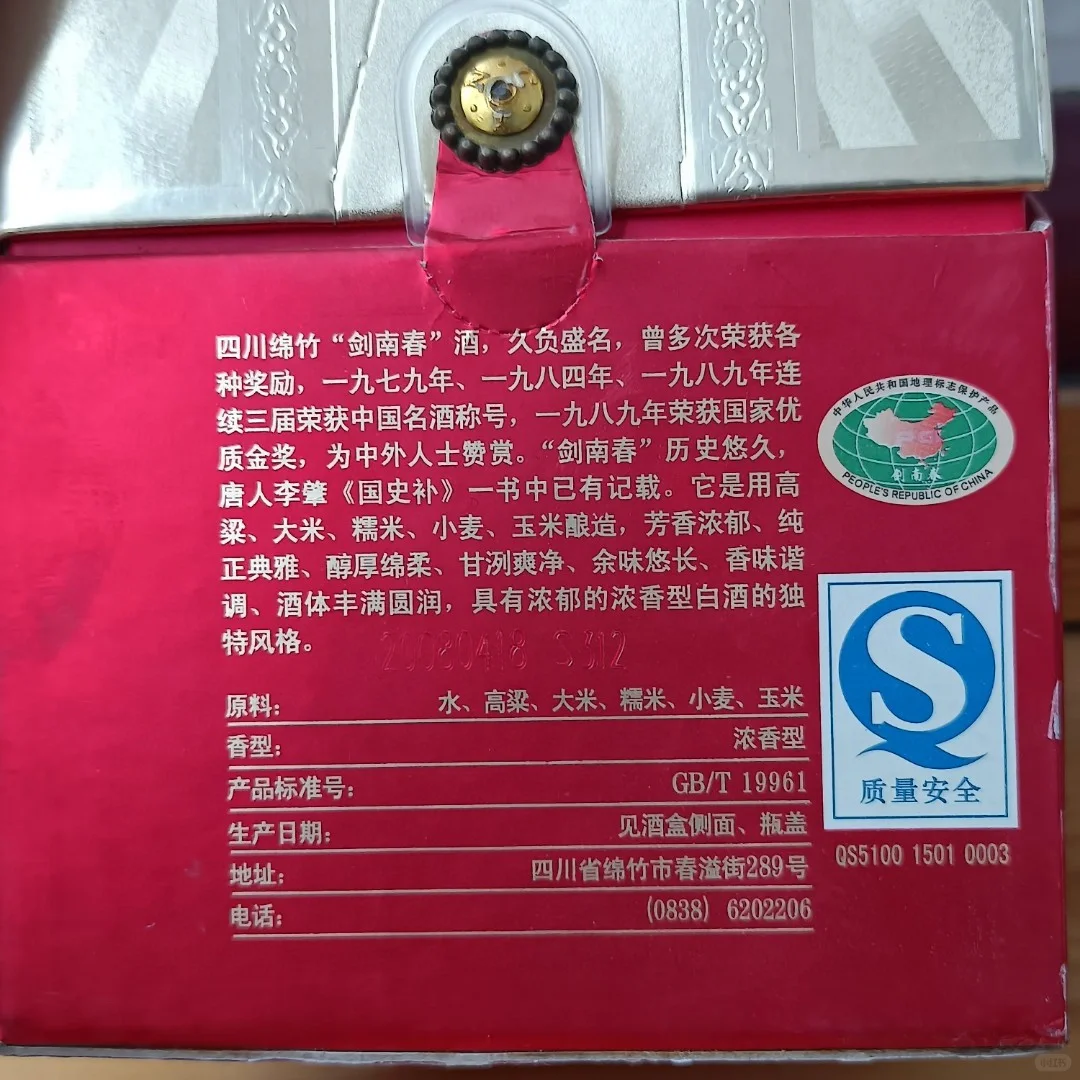 四川绵竹“剑南春”酒，久负盛名，曾多次荣获各
种奖励，一九七九年、一九八四年、一九八九年连
续三届荣获中国名酒称号，一九八九年荣获国家优
质金奖，为中外人士赞赏。“剑南春”历史悠久，
唐人李肇《国史补》一书中已有记载。它是用高
粱、大米、糯米、小麦、玉米酿造，芳香浓郁、纯
正典雅、醇厚绵柔、甘洌爽净、余味悠长、香味谐
调、酒体丰满圆润，具有浓郁的浓香型白酒的独
特风格。
20080418 S312
原料： 水、高粱、大米、糯米、小麦、玉米
香型： 浓香型
产品标准号： GB/T 19961
生产日期： 见酒盒侧面、瓶盖
地址： 四川省绵竹市春溢街289号
电话： (0838) 6202206
中华人民共和国地理标志保护产品
PGI
剑南春
PEOPLE'S REPUBLIC OF CHINA
S
质量安全
QS5100 1501 0003